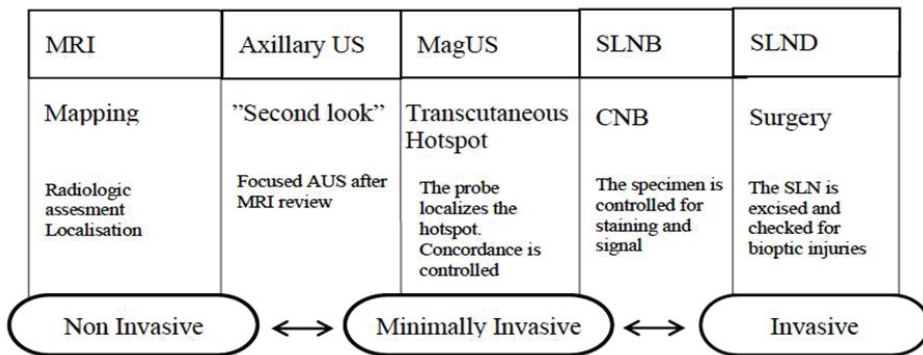 MRI
Axillary US
MagUS
SLNB
SLND
Mapping
”Second look”
Transcutaneous
Hotspot
CNB
Surgery
Radiologic
assesment
Localisation
Focused AUS after
MRI review
The probe
localizes the
hotspot.
Concordance is
controlled
The specimen is
controlled for
staining and
signal
The SLN is
excised and
checked for
bioptic injuries
Non Invasive
Minimally Invasive
Invasive